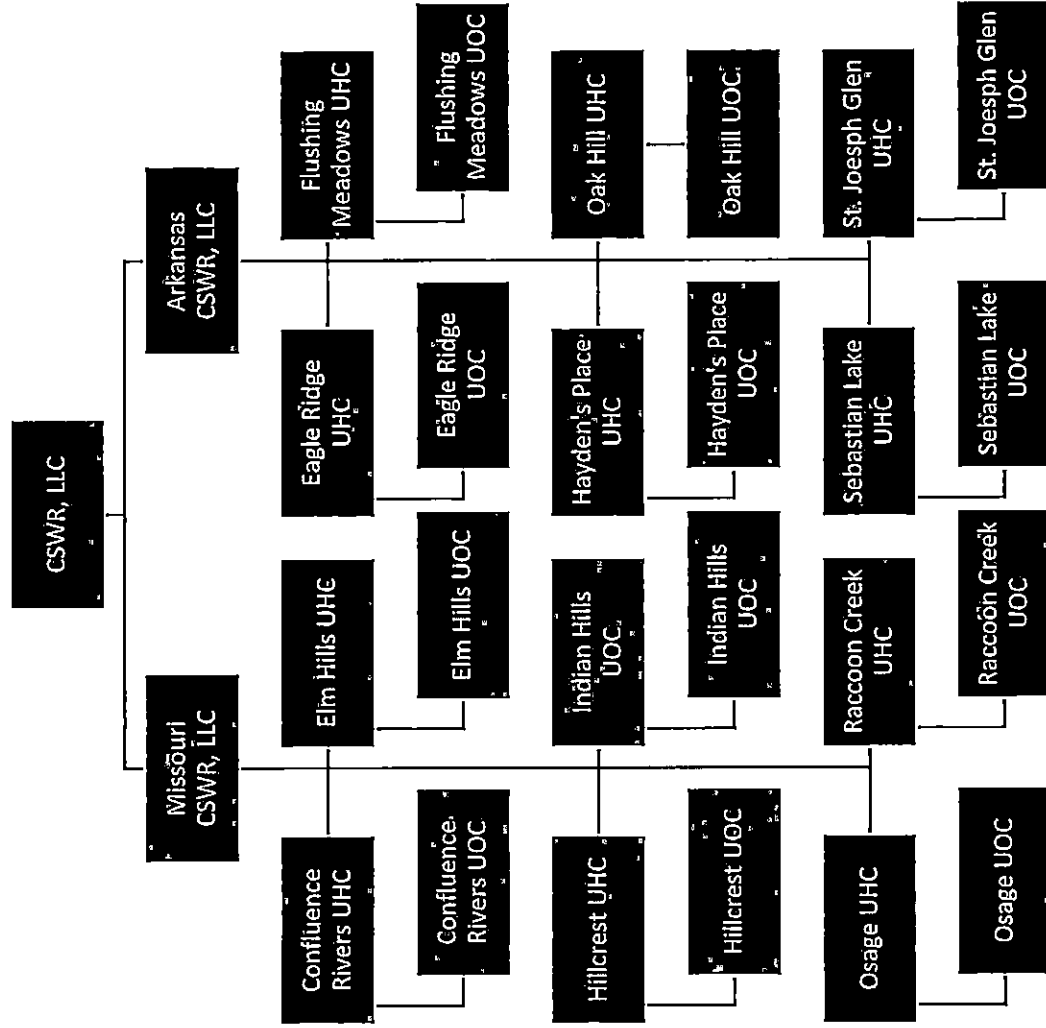 CSWR, LLC
Missouri
CSWR, LLC
Arkansas
CSWR, LLC
Confluence
Rivers UHC
Confluence
Rivers UOC
Elm Hills UHC
Elm Hills UOC
Eagle Ridge
UHC
Eagle Ridge
UOC
Flushing
Meadows UHC
Flushing
Meadows UOC
Hillcrest UHC
Hillcrest UOC
Indian Hills
UOC
Indian Hills
UOC
Hayden's Place
UHC
Hayden's Place
UOC
Oak Hill UHC
Oak Hill UOC
Osage UHC
Osage UOC
Raccoon Creek
UHC
Raccoon Creek
UOC
Sebastian Lake
UHC
Sebastian Lake
UOC
St. Joesph Glen
UHC
St. Joesph Glen
UOC